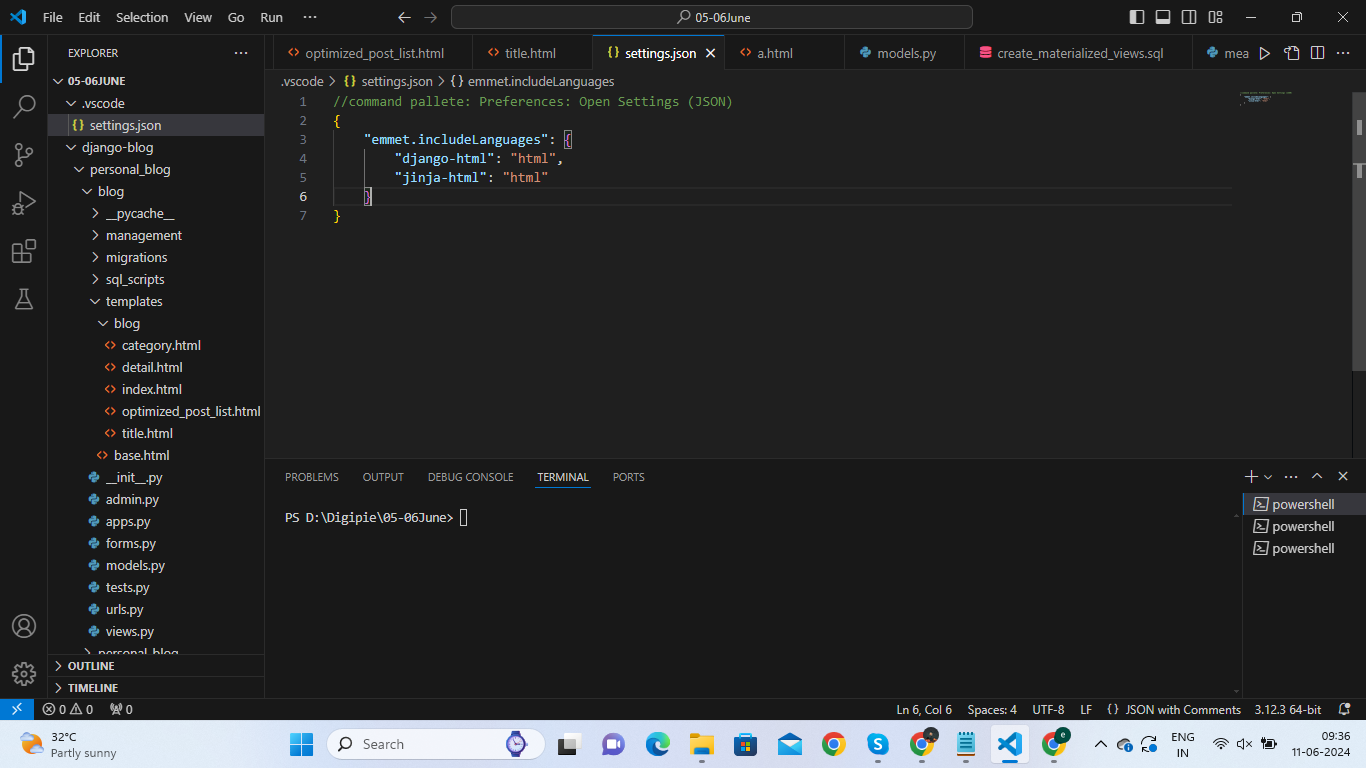 File Edit Selection View Go Run ···
05-06June
EXPLORER ···
05-06JUNE
.vscode
{} settings.json
django-blog
personal_blog
blog
__pycache__
management
migrations
sql_scripts
templates
blog
<> category.html
<> detail.html
<> index.html
<> optimized_post_list.html
<> title.html
<> base.html
__init__.py
admin.py
apps.py
forms.py
models.py
tests.py
urls.py
views.py
personal_blog
OUTLINE
TIMELINE
<> optimized_post_list.html <> title.html {} settings.json <> a.html models.py create_materialized_views.sql mea ···
.vscode > {} settings.json > {} emmet.includeLanguages
1 //command pallete: Preferences: Open Settings (JSON)
2 {
3 "emmet.includeLanguages": {
4 "django-html": "html",
5 "jinja-html": "html"
6 }
7 }
PROBLEMS OUTPUT DEBUG CONSOLE TERMINAL PORTS
PS D:\Digipie\05-06June>
powershell
powershell
powershell
0 0 0 Ln 6, Col 6 Spaces: 4 UTF-8 LF {} JSON with Comments 3.12.3 64-bit
32°C
Partly sunny
Search
ENG
IN
09:36
11-06-2024